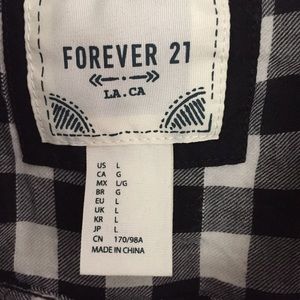 FOREVER 21
LA.CA
US L
CA G
MX L/G
BR G
EU L
UK L
KR L
JP L
CN 170/98A
MADE IN CHINA